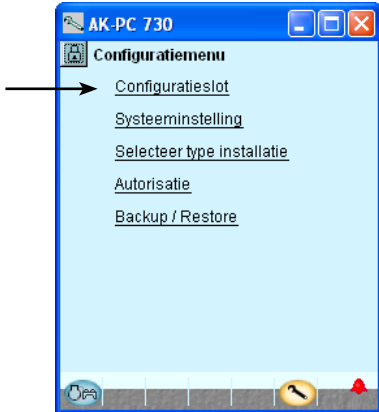 AK-PC 730
Configuratiemenu
Configuratieslot
Systeeminstelling
Selecteer type installatie
Autorisatie
Backup / Restore